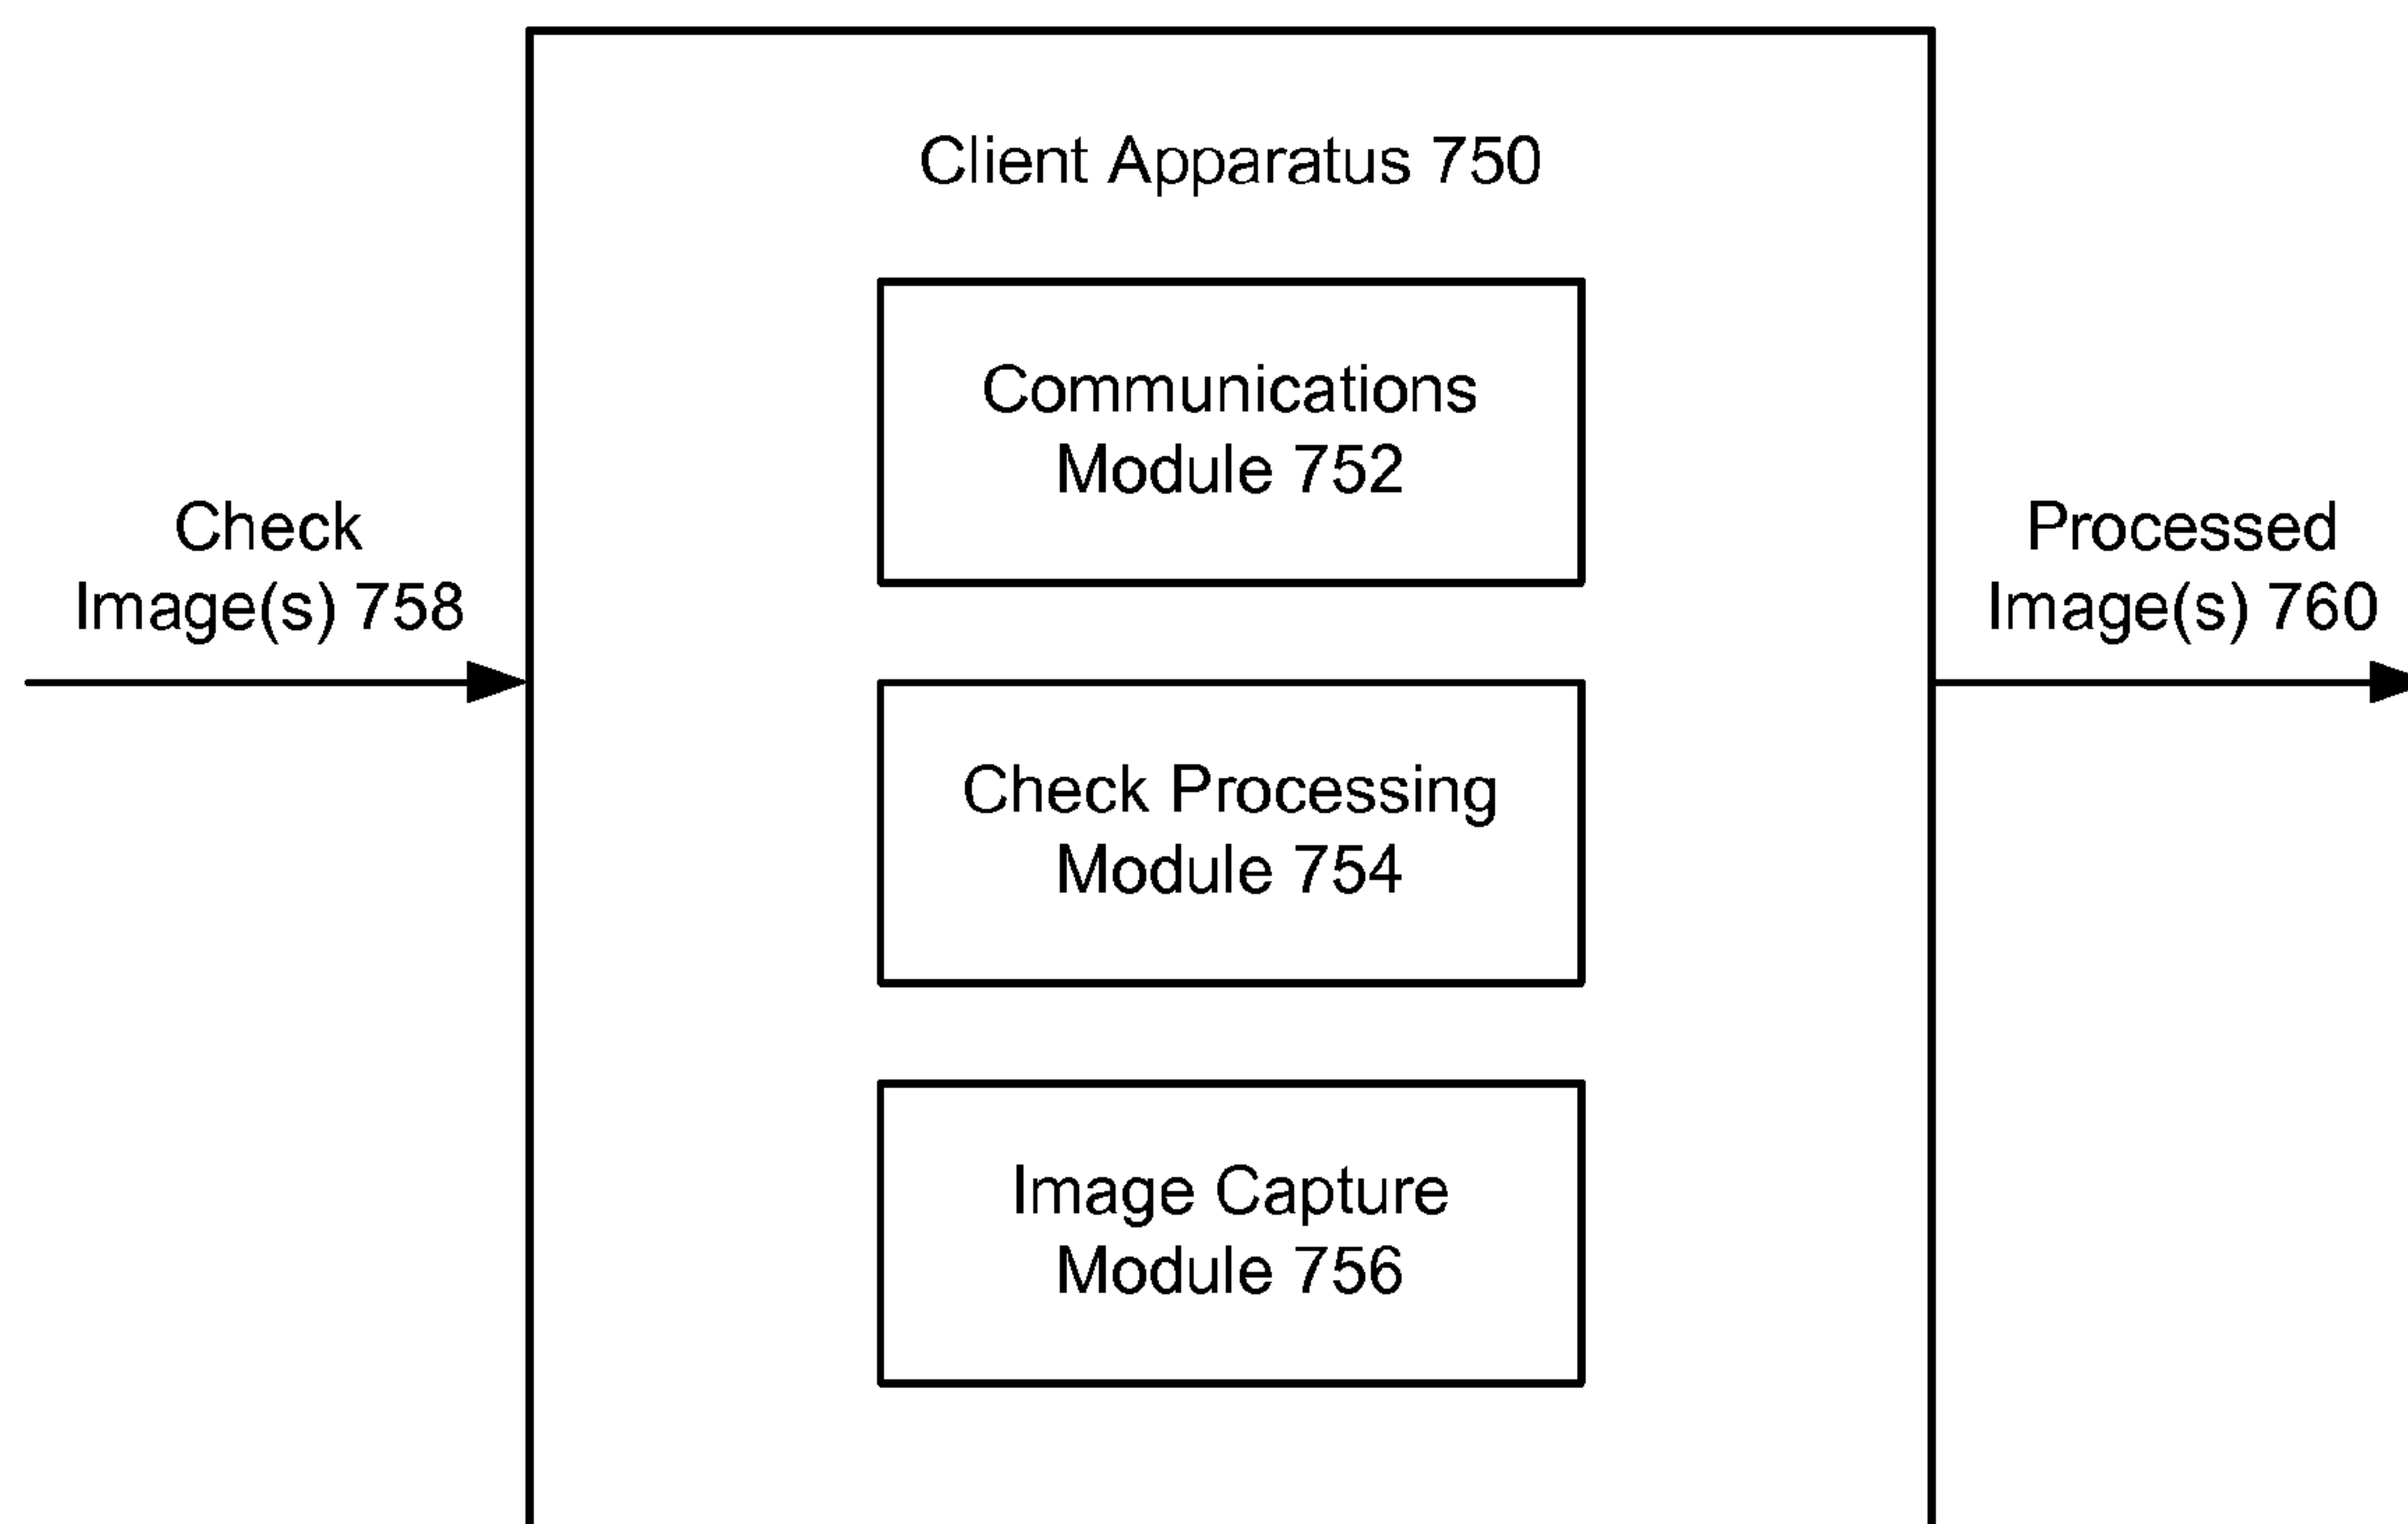 Client Apparatus 750
Communications
Module 752
Check
Image(s) 758
Processed
Image(s) 760
Check Processing
Module 754
Image Capture
Module 756